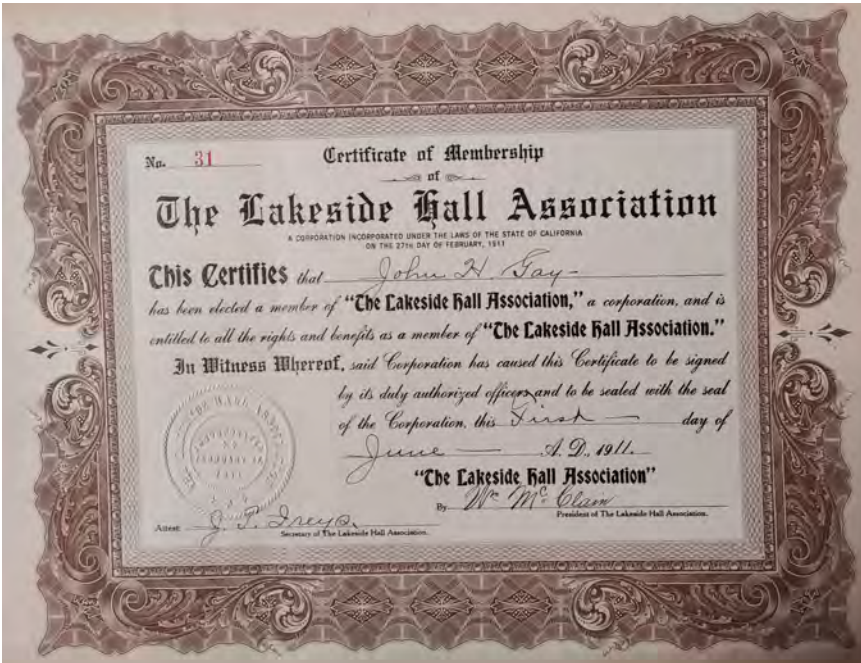 No. 31
Certificate of Membership
of
The Lakeside Hall Association
A CORPORATION INCORPORATED UNDER THE LAWS OF THE STATE OF CALIFORNIA
ON THE 27TH DAY OF FEBRUARY, 1911
This Certifies that John H. Gay
has been elected a member of "The Lakeside Hall Association," a corporation, and is
entitled to all the rights and benefits as a member of "The Lakeside Hall Association."
In Witness Whereof, said Corporation has caused this Certificate to be signed
by its duly authorized officers and to be sealed with the seal
of the Corporation, this First day of
June A. D., 1911.
"The Lakeside Hall Association"
By Wm McClain
President of The Lakeside Hall Association.
Attest:
Secretary of The Lakeside Hall Association.